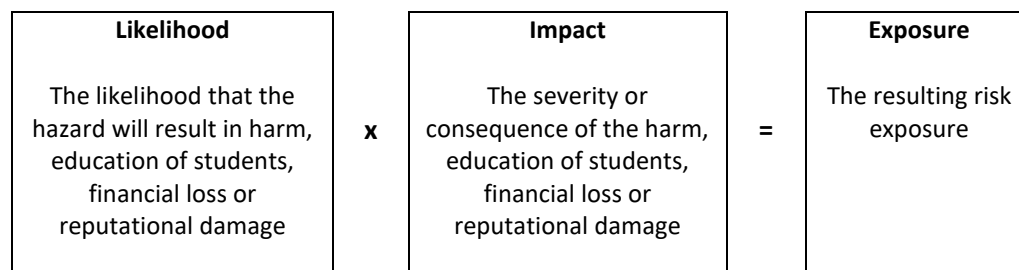 Likelihood
The likelihood that the
hazard will result in harm,
education of students,
financial loss or
reputational damage
x
Impact
The severity or
consequence of the harm,
education of students,
financial loss or
reputational damage
=
Exposure
The resulting risk
exposure